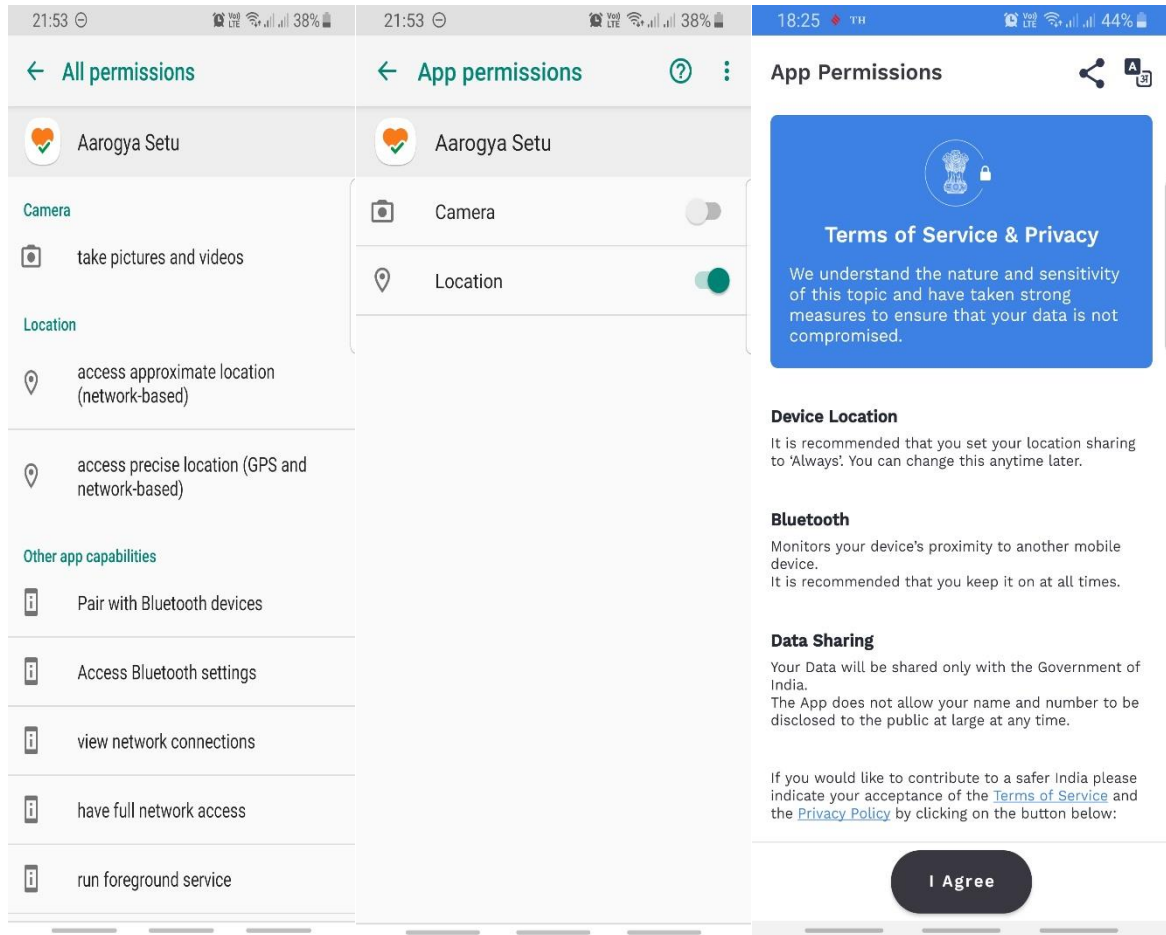 21:53
VoI) LTE
38%
All permissions
Aarogya Setu
Camera
take pictures and videos
Location
access approximate location
(network-based)
access precise location (GPS and
network-based)
Other app capabilities
Pair with Bluetooth devices
Access Bluetooth settings
view network connections
have full network access
run foreground service
21:53
VoI) LTE
38%
App permissions
Aarogya Setu
Camera
Location
18:25 TH
VoI) LTE
44%
App Permissions
A अ
Terms of Service & Privacy
We understand the nature and sensitivity
of this topic and have taken strong
measures to ensure that your data is not
compromised.
Device Location
It is recommended that you set your location sharing
to ‘Always’. You can change this anytime later.
Bluetooth
Monitors your device’s proximity to another mobile
device.
It is recommended that you keep it on at all times.
Data Sharing
Your Data will be shared only with the Government of
India.
The App does not allow your name and number to be
disclosed to the public at large at any time.
If you would like to contribute to a safer India please
indicate your acceptance of the Terms of Service and
the Privacy Policy by clicking on the button below:
I Agree